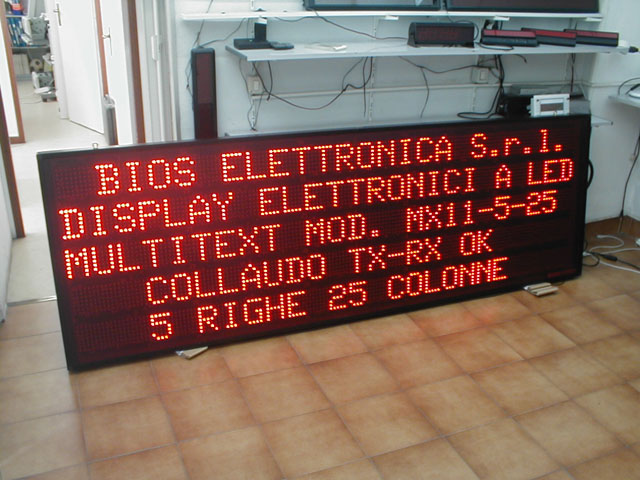 BIOS ELETTRONICA S.r.l.
DISPLAY ELETTRONICI A LED
MULTITEXT MOD. MX11-5-25
COLLAUDO TX-RX OK
5 RIGHE 25 COLONNE